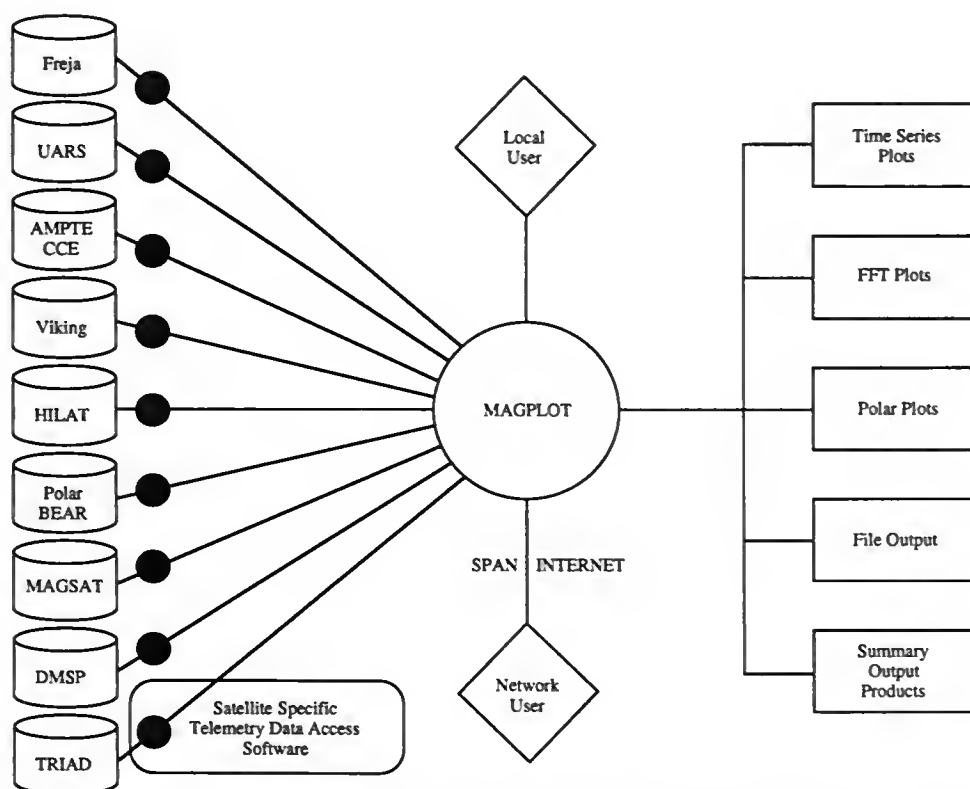 Freja
UARS
AMPTE
CCE
Viking
HILAT
Polar
BEAR
MAGSAT
DMSP
TRIAD
Satellite Specific
Telemetry Data Access
Software
Local
User
MAGPLOT
SPAN INTERNET
Network
User
Time Series
Plots
FFT Plots
Polar Plots
File Output
Summary
Output
Products